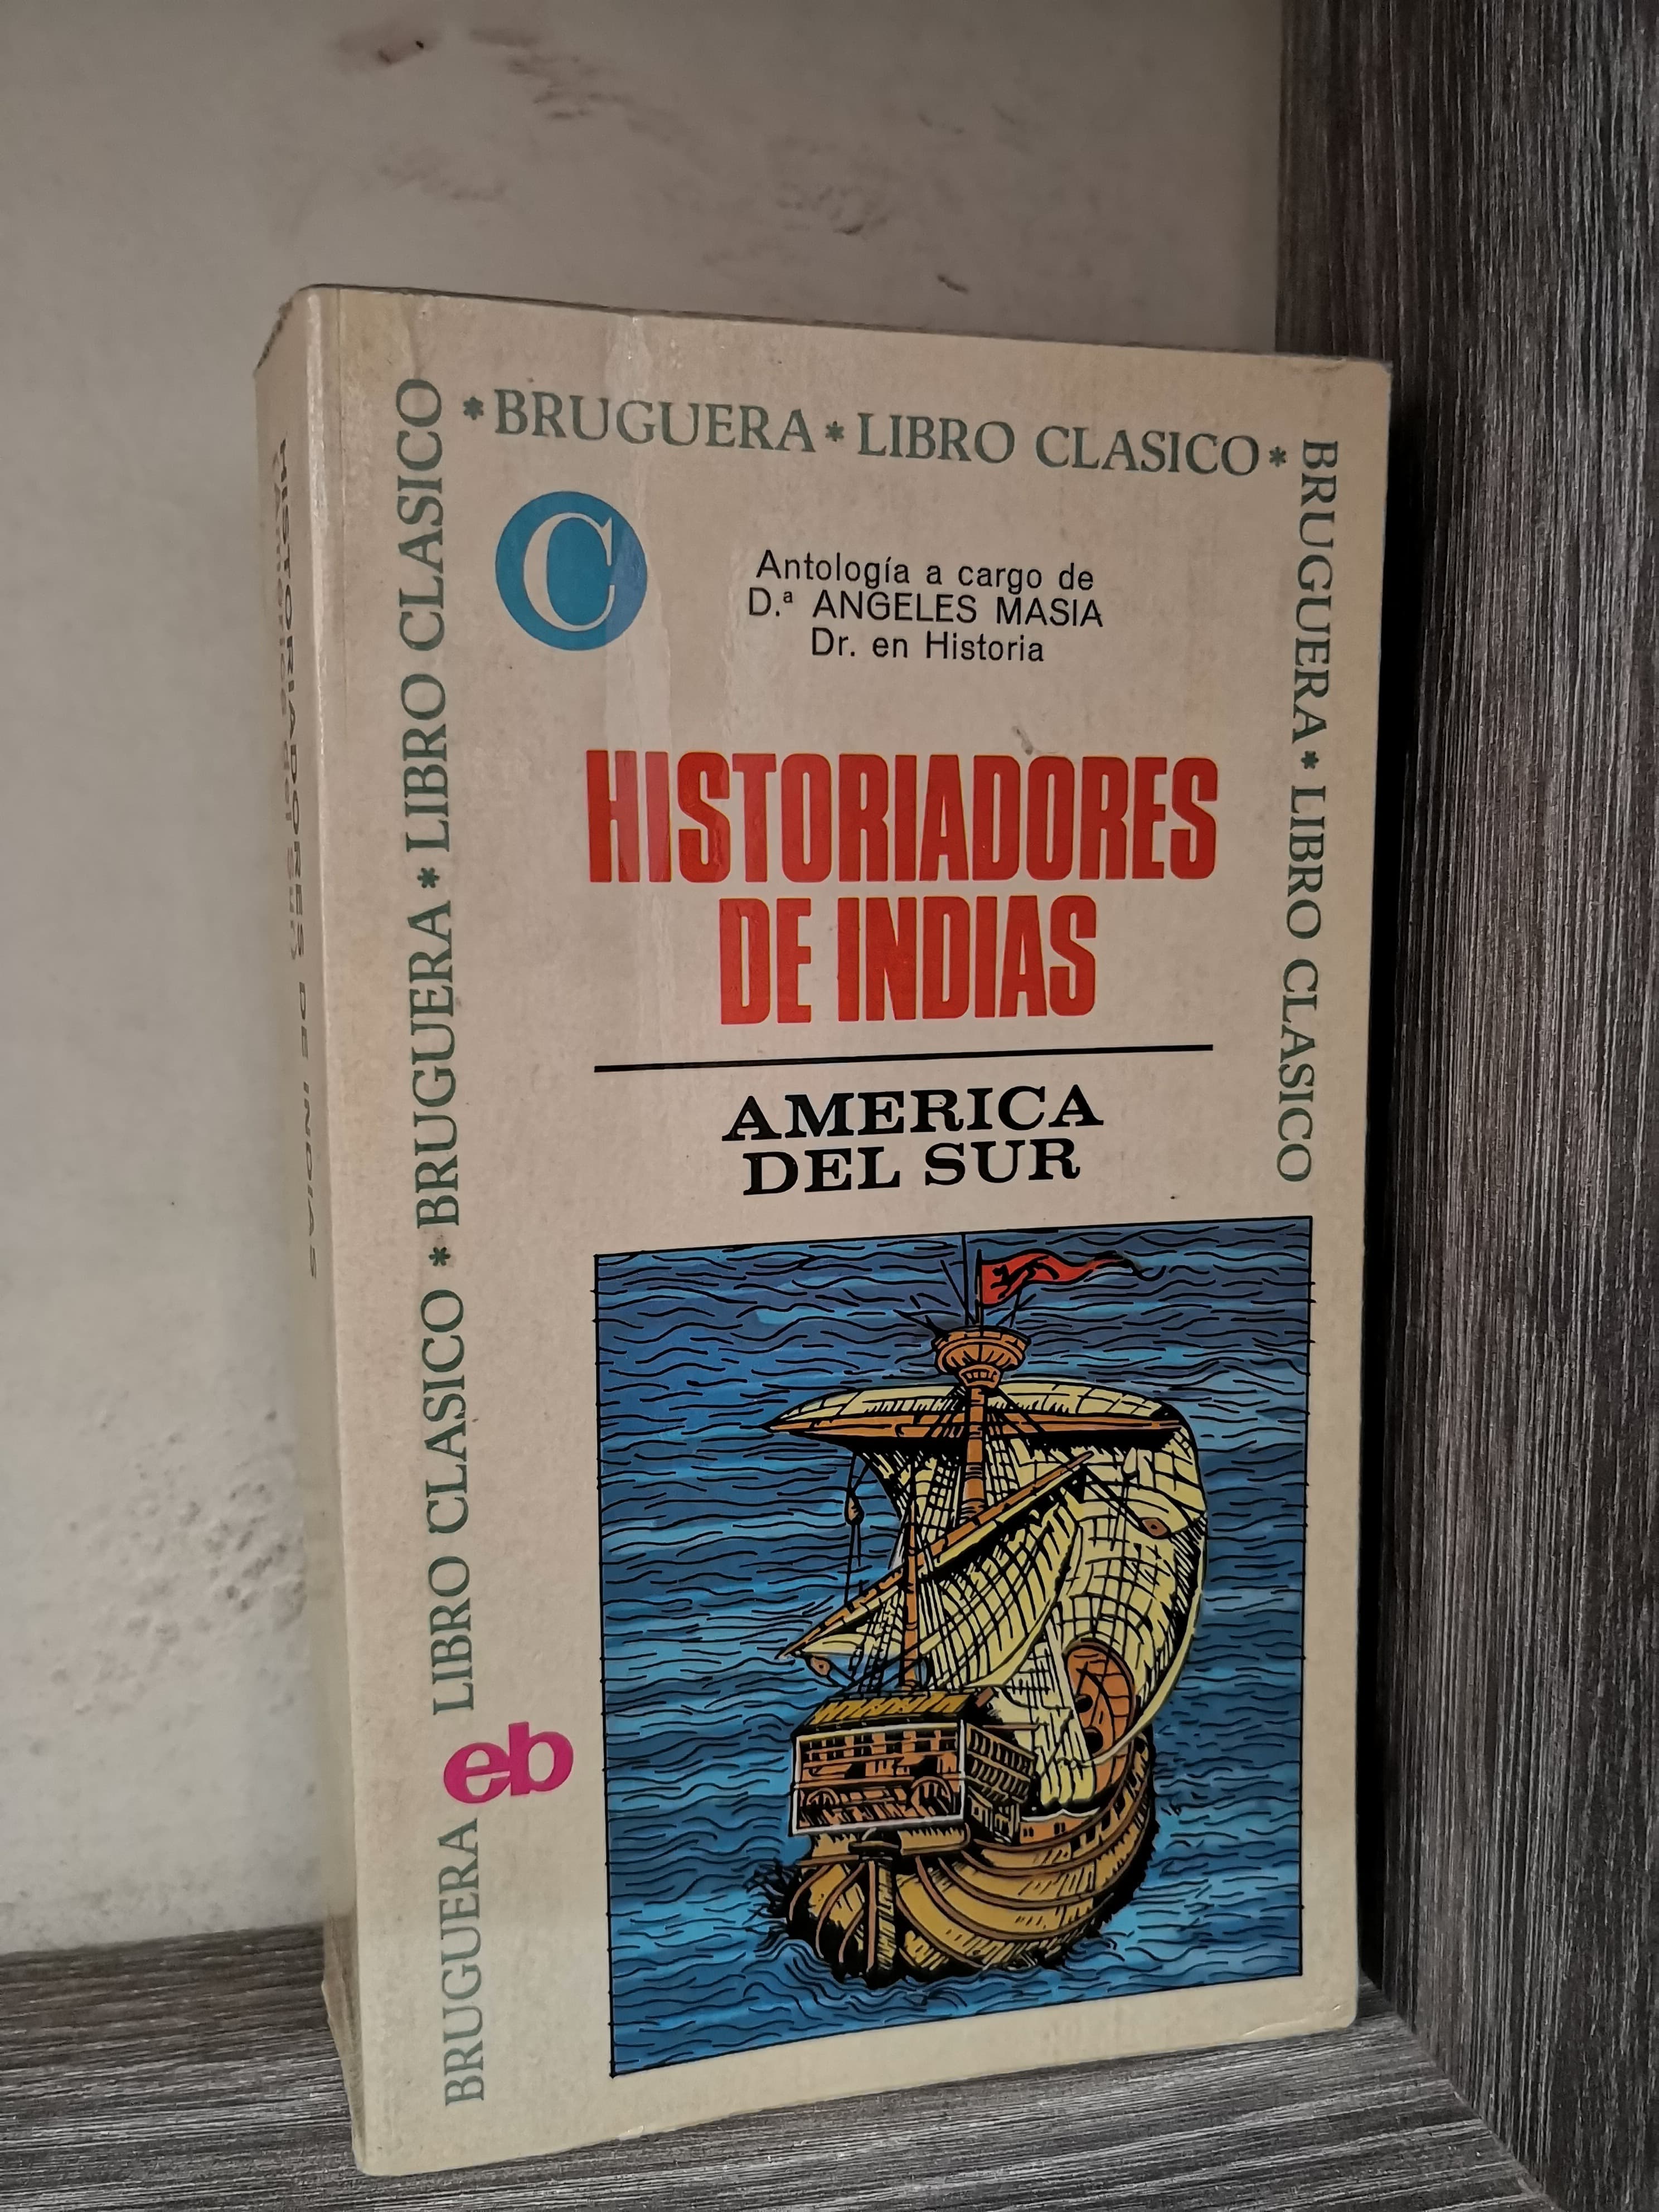 * BRUGUERA * LIBRO CLASICO *
BRUGUERA * LIBRO CLASICO
BRUGUERA LIBRO CLASICO * BRUGUERA * LIBRO CLASICO
C
Antología a cargo de
D.ª ANGELES MASIA
Dr. en Historia
HISTORIADORES
DE INDIAS
AMERICA
DEL SUR
eb
HISTORIADORES DE INDIAS